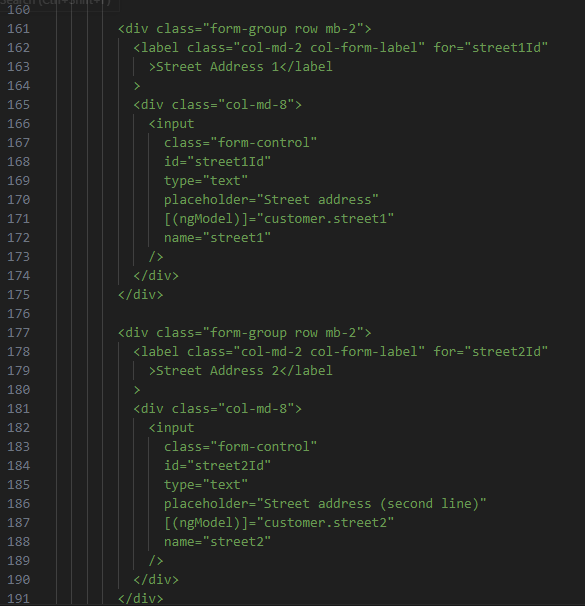 Search (Ctrl+Shift+F)
160
161 <div class="form-group row mb-2">
162 <label class="col-md-2 col-form-label" for="street1Id"
163 >Street Address 1</label
164 >
165 <div class="col-md-8">
166 <input
167 class="form-control"
168 id="street1Id"
169 type="text"
170 placeholder="Street address"
171 [(ngModel)]="customer.street1"
172 name="street1"
173 />
174 </div>
175 </div>
176
177 <div class="form-group row mb-2">
178 <label class="col-md-2 col-form-label" for="street2Id"
179 >Street Address 2</label
180 >
181 <div class="col-md-8">
182 <input
183 class="form-control"
184 id="street2Id"
185 type="text"
186 placeholder="Street address (second line)"
187 [(ngModel)]="customer.street2"
188 name="street2"
189 />
190 </div>
191 </div>